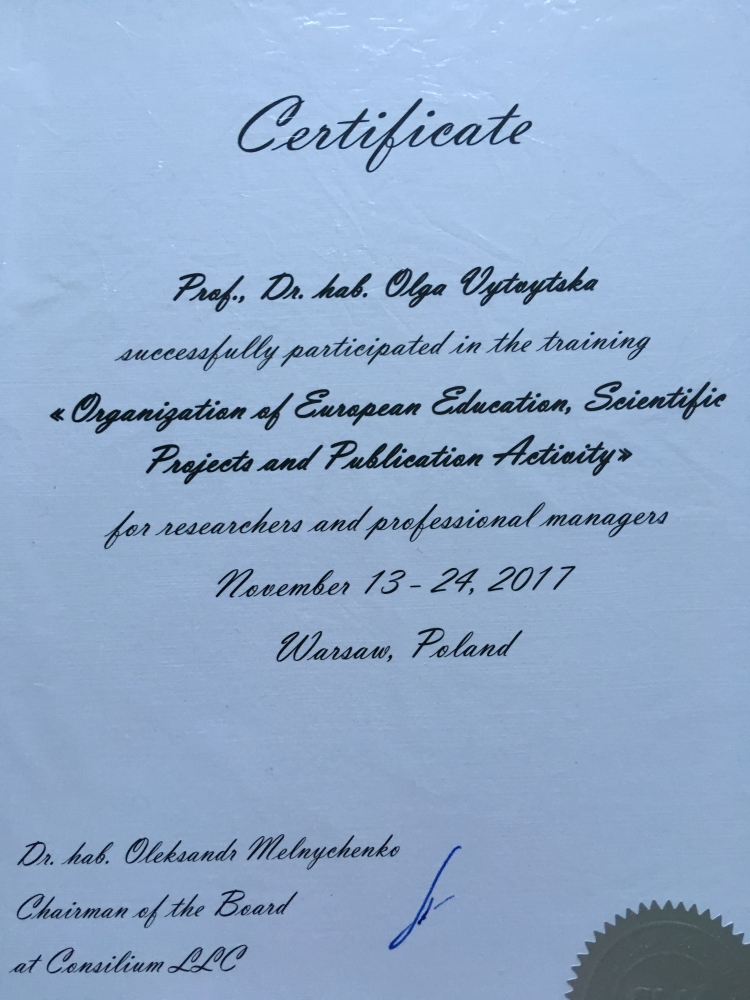 Certificate
Prof., Dr. hab. Olga Vytvytska
successfully participated in the training
«Organization of European Education, Scientific
Projects and Publication Activity»
for researchers and professional managers
November 13 - 24, 2017
Warsaw, Poland
Dr. hab. Oleksandr Melnychenko
Chairman of the Board
at Consilium LLC